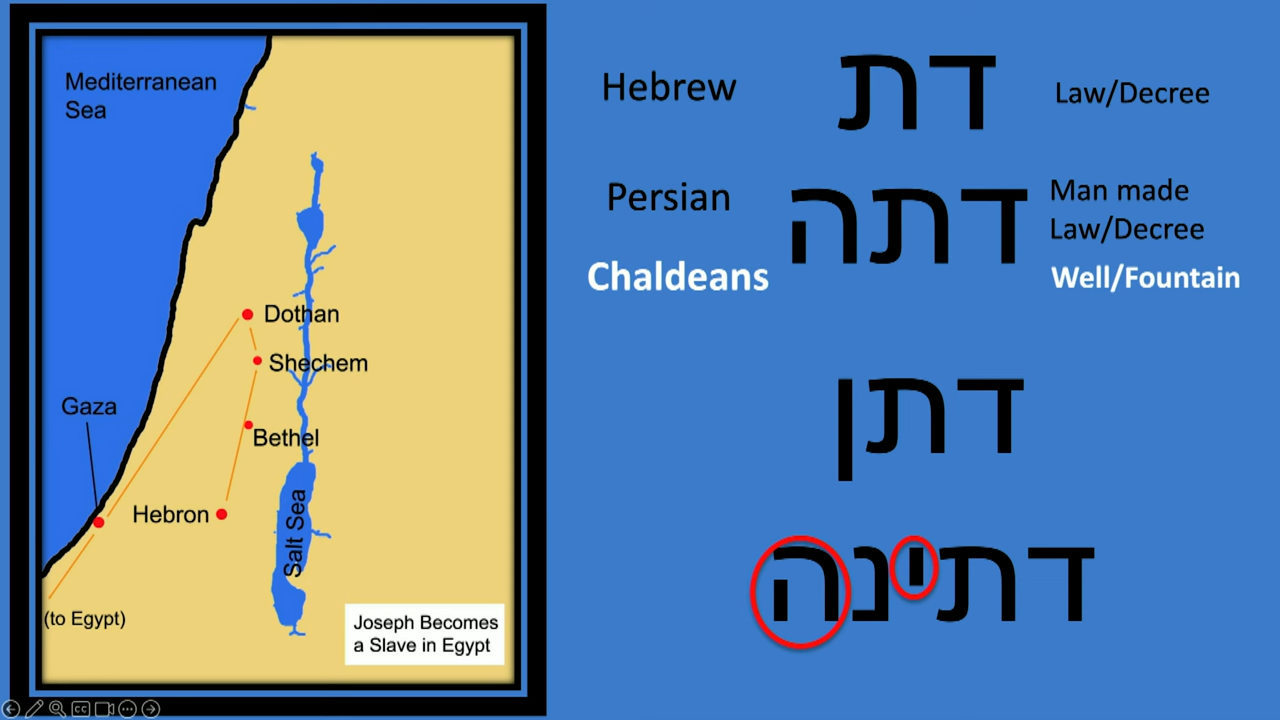 Mediterranean
Sea
Dothan
Shechem
Gaza
Bethel
Hebron
Salt Sea
(to Egypt)
Joseph Becomes
a Slave in Egypt
Hebrew דת Law/Decree
Persian דתה Man made
Law/Decree
Chaldeans Well/Fountain
דתן
דתינה